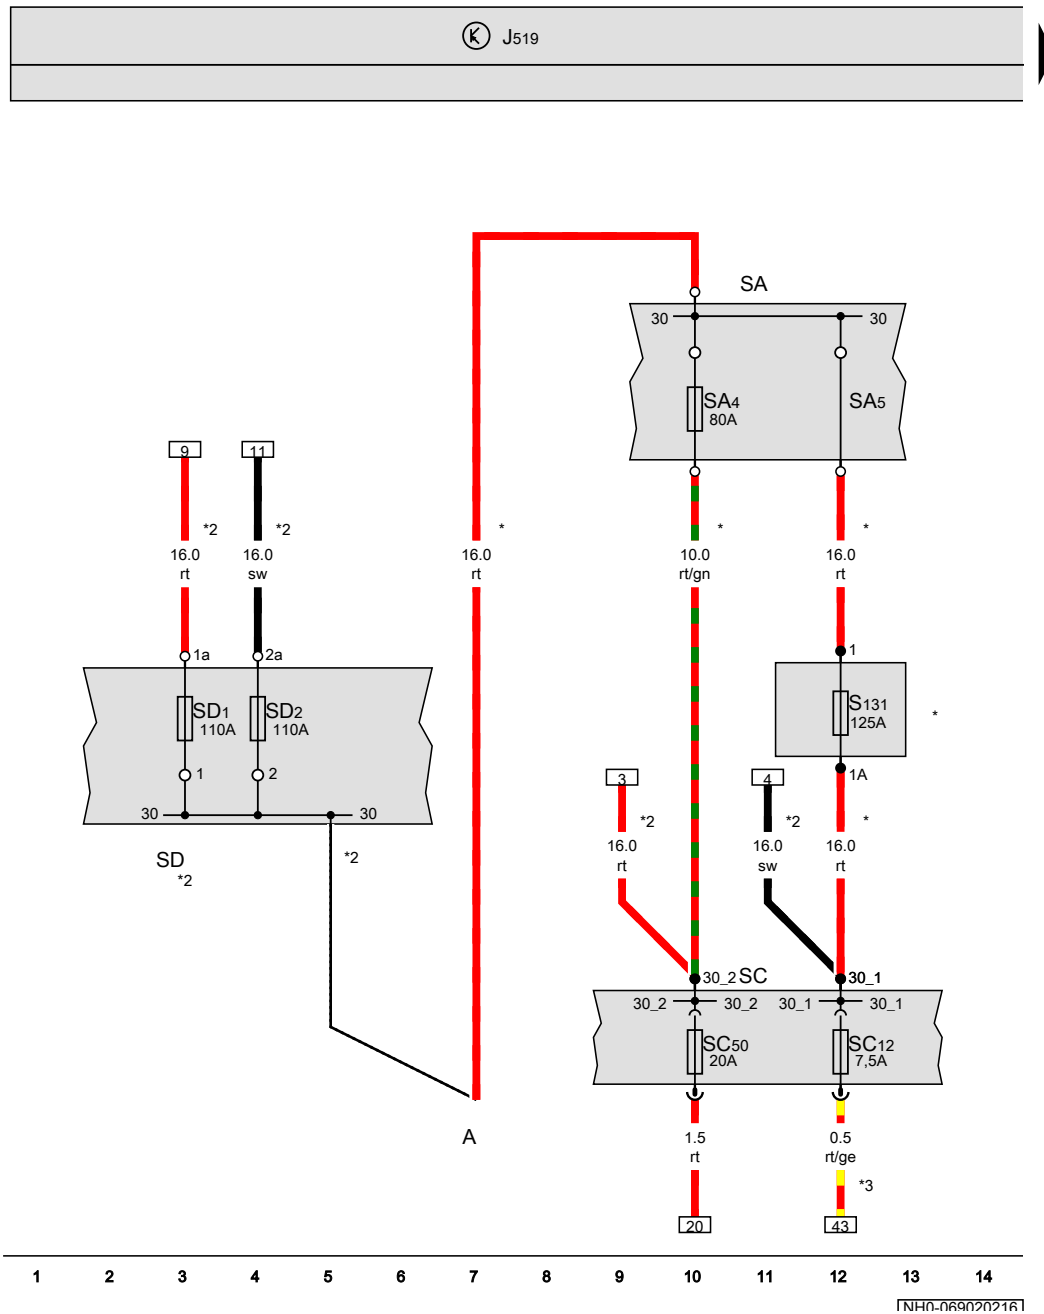 J519
SA
30 30
SA4
80A
SA5
9 11
*2 *2 * * *
16.0 16.0 16.0 10.0 16.0
rt sw rt rt/gn rt
1a 2a 1
SD1
110A
SD2
110A
S131
125A
*
1 2
3 4 1A
30 30
*2 *2 *
16.0 16.0 16.0
rt sw rt
SD
*2
*2
30_2 SC 30_1
30_2 30_2 30_1 30_1
SC50
20A
SC12
7,5A
A
1.5 0.5
rt rt/ge
*3
20 43
1 2 3 4 5 6 7 8 9 10 11 12 13 14
NH0-069020216